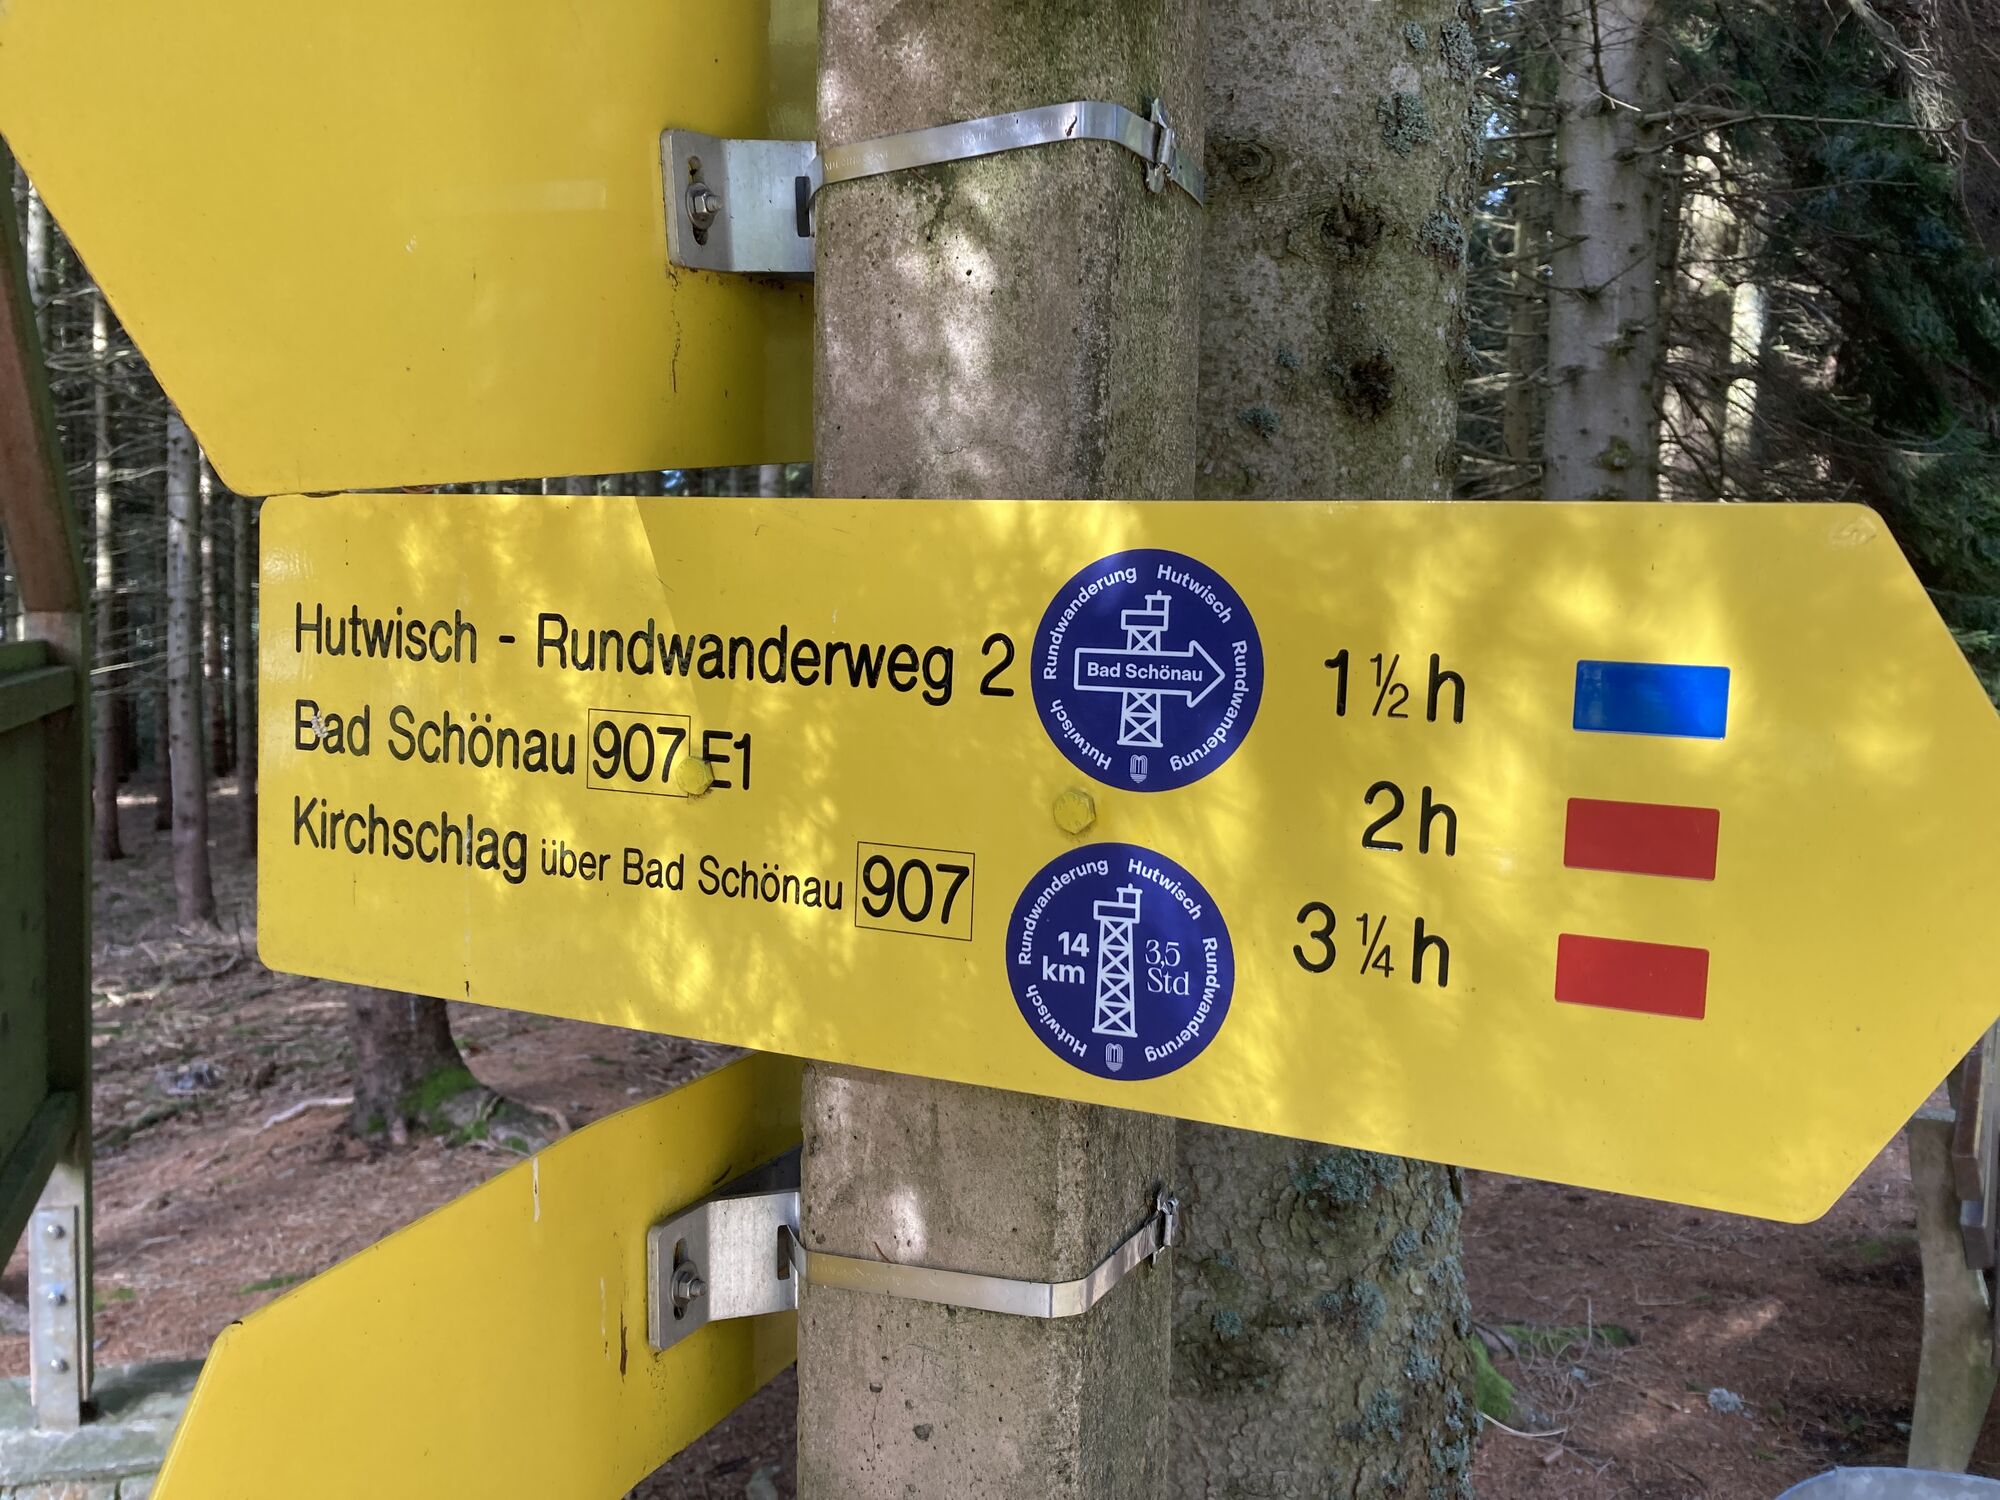 Hutwisch - Rundwanderweg 2 1 ½ h
Bad Schönau 907 E1 2 h
Kirchschlag über Bad Schönau 907 3 ¼ h
Rundwanderung Hutwisch Rundwanderung Hutwisch
Bad Schönau
Rundwanderung Hutwisch Rundwanderung Hutwisch
14 km
3,5 Std